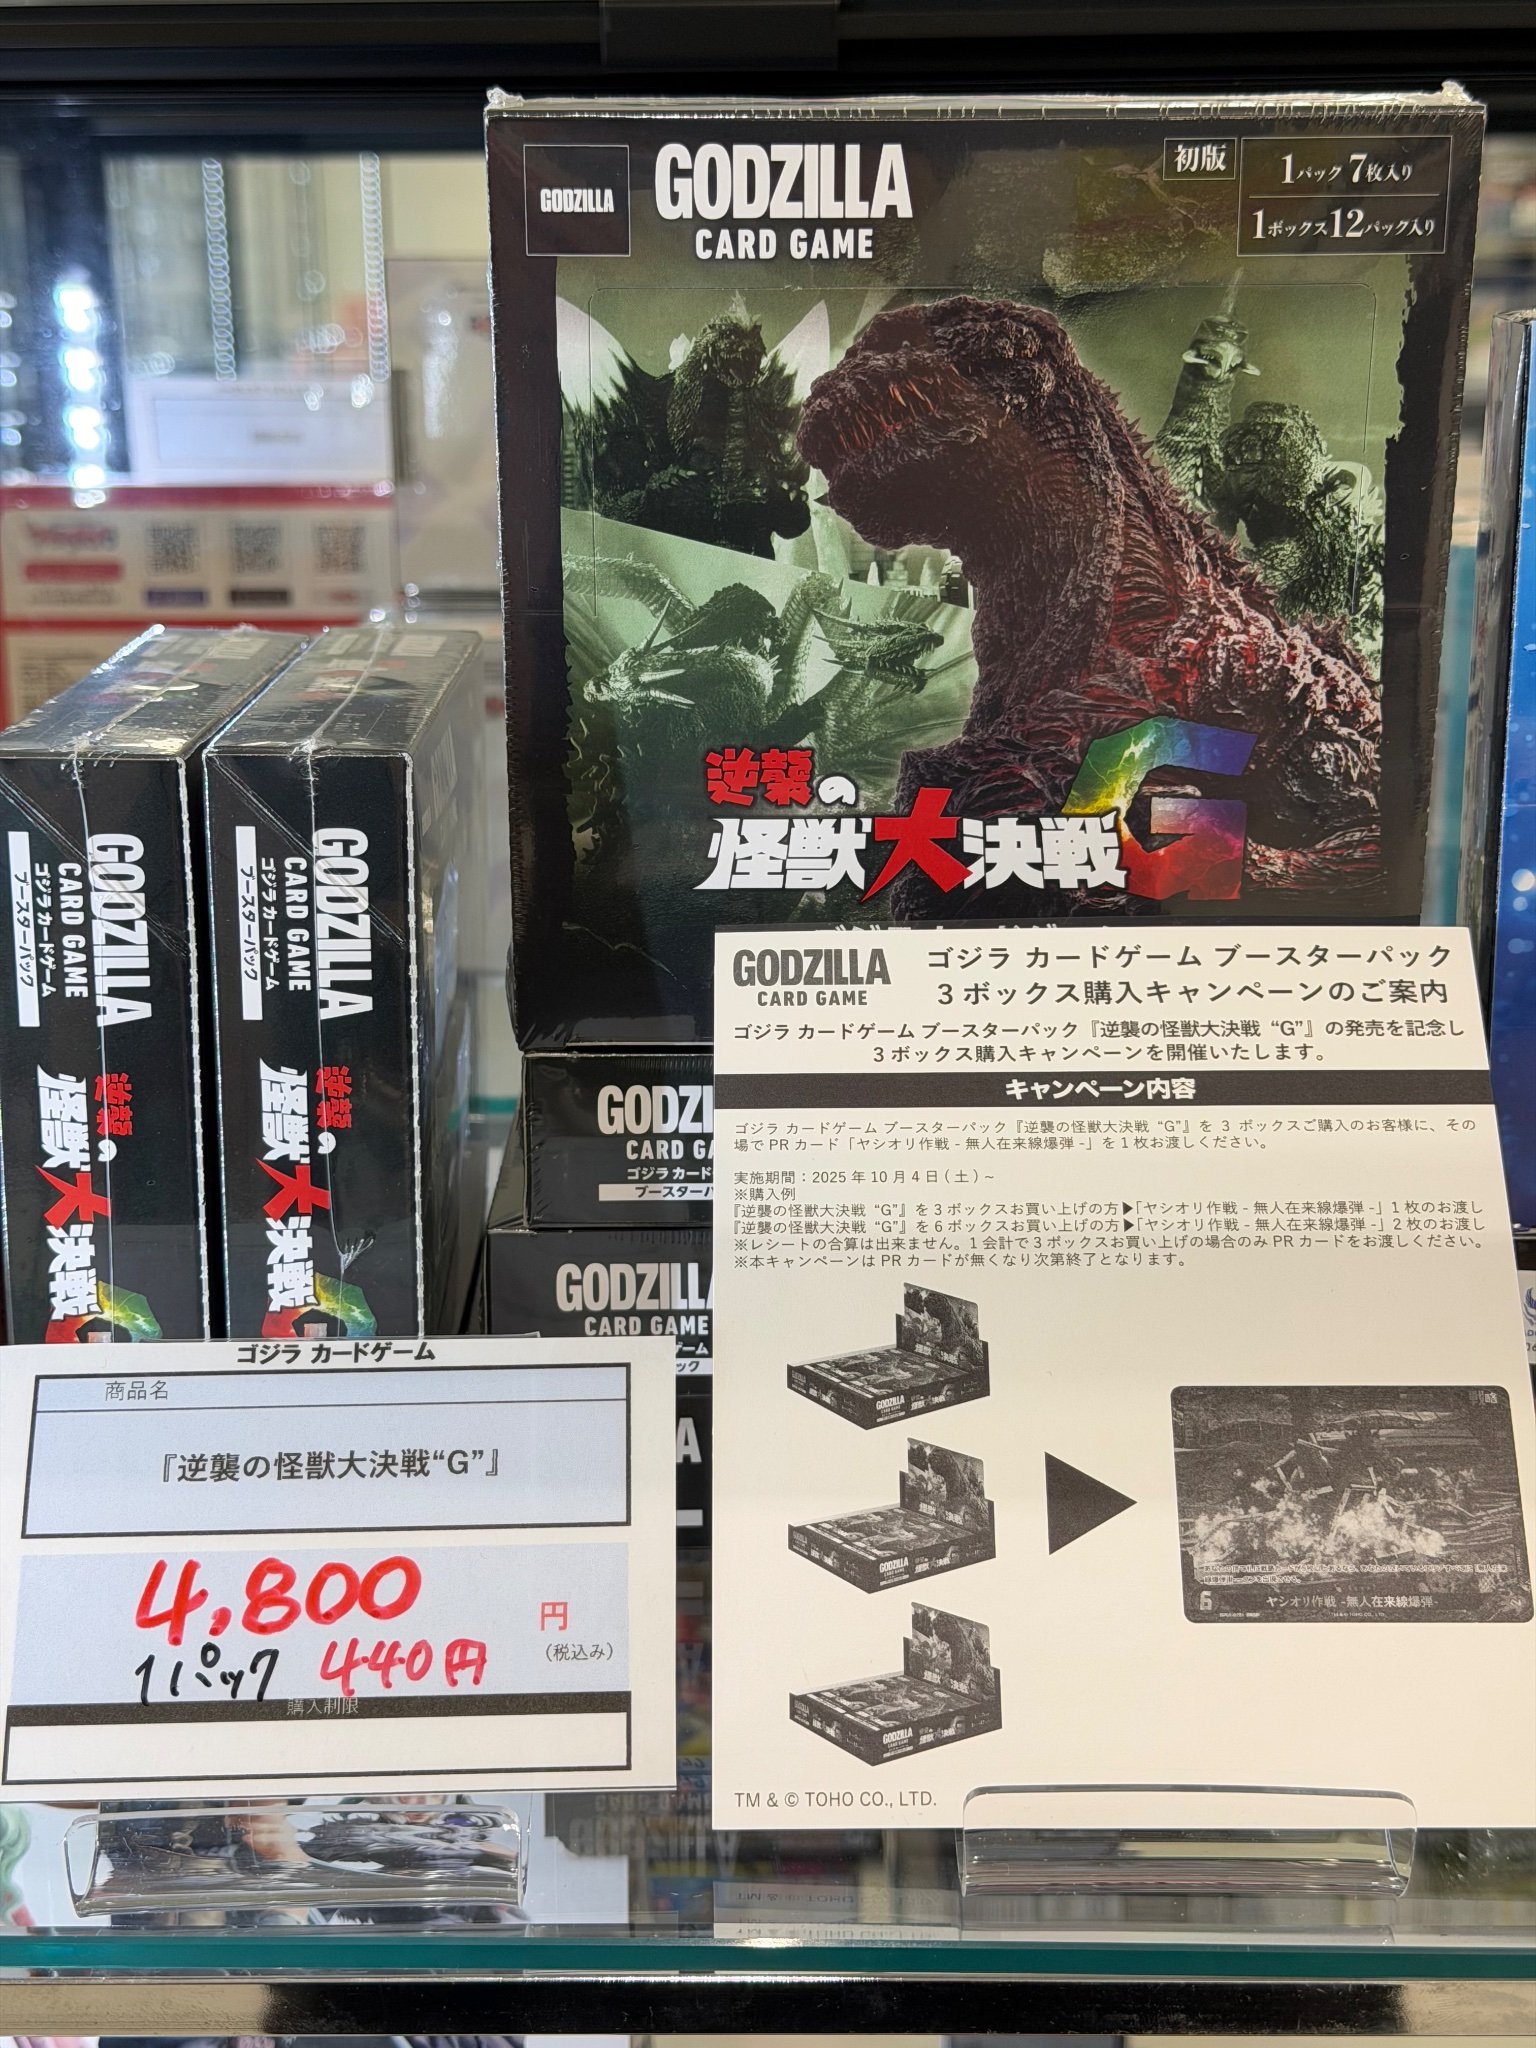 GODZILLA
GODZILLA
CARD GAME
初版
1パック 7枚入り
1ボックス12パック入り
逆襲の
怪獣大決戦G
GODZILLA
CARD GAME
ゴジラ カードゲーム
ブースターパック
逆襲の
怪獣大決戦
GODZILLA
CARD GAME
ゴジラ カードゲーム
ブースターパック
逆襲の
怪獣大決戦G
GODZI
CARD GA
ゴジラ カード
ブースターパ
GODZILLA
CARD GAME
ーム
ック
A
GODZILLA
CARD GAME
ゴジラ カードゲーム ブースターパック
3ボックス購入キャンペーンのご案内
ゴジラ カードゲーム ブースターパック『逆襲の怪獣大決戦 “G”』の発売を記念し
3ボックス購入キャンペーンを開催いたします。
キャンペーン内容
ゴジラ カードゲーム ブースターパック『逆襲の怪獣大決戦 “G”』を 3 ボックスご購入のお客様に、その
場で PR カード「ヤシオリ作戦 - 無人在来線爆弾 -」を 1 枚お渡しください。
実施期間：2025 年 10 月 4 日 ( 土 ) ~
※購入例
『逆襲の怪獣大決戦 “G”』を 3 ボックスお買い上げの方▶「ヤシオリ作戦 - 無人在来線爆弾 -」1 枚のお渡し
『逆襲の怪獣大決戦 “G”』を 6 ボックスお買い上げの方▶「ヤシオリ作戦 - 無人在来線爆弾 -」2 枚のお渡し
※レシートの合算は出来ません。1 会計で 3 ボックスお買い上げの場合のみ PR カードをお渡しください。
※本キャンペーンは PR カードが無くなり次第終了となります。
GODZILLA
GODZILLA
GODZILLA
6
ヤシオリ作戦 -無人在来線爆弾-
TM & © TOHO CO., LTD.
ゴジラ カードゲーム
商品名
『逆襲の怪獣大決戦“G”』
4,800 円
1パック 440円 (税込み)
購入制限